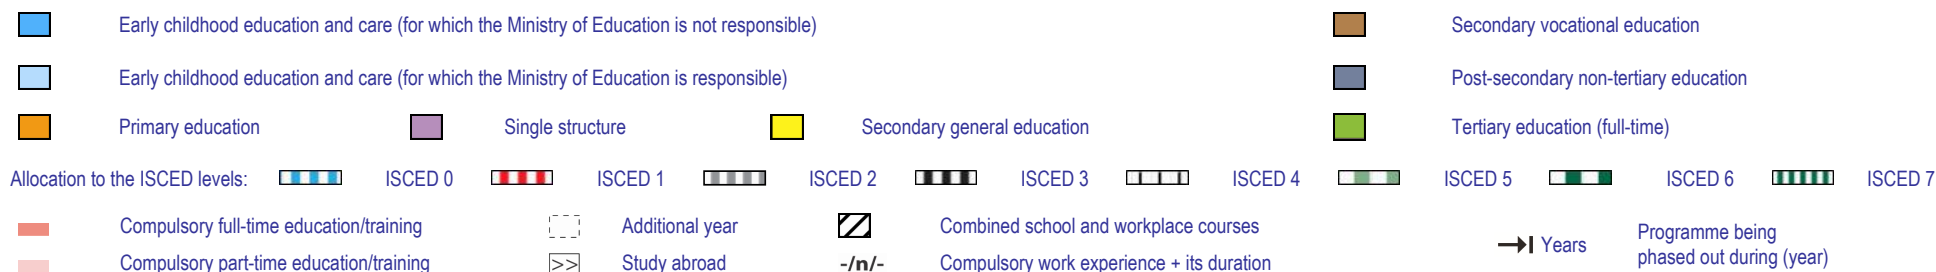 Early childhood education and care (for which the Ministry of Education is not responsible) Secondary vocational education
Early childhood education and care (for which the Ministry of Education is responsible) Post-secondary non-tertiary education
Primary education Single structure Secondary general education Tertiary education (full-time)
Allocation to the ISCED levels: ISCED 0 ISCED 1 ISCED 2 ISCED 3 ISCED 4 ISCED 5 ISCED 6 ISCED 7
Compulsory full-time education/training Additional year Combined school and workplace courses Years Programme being
phased out during (year)
Compulsory part-time education/training >> Study abroad -/n/- Compulsory work experience + its duration